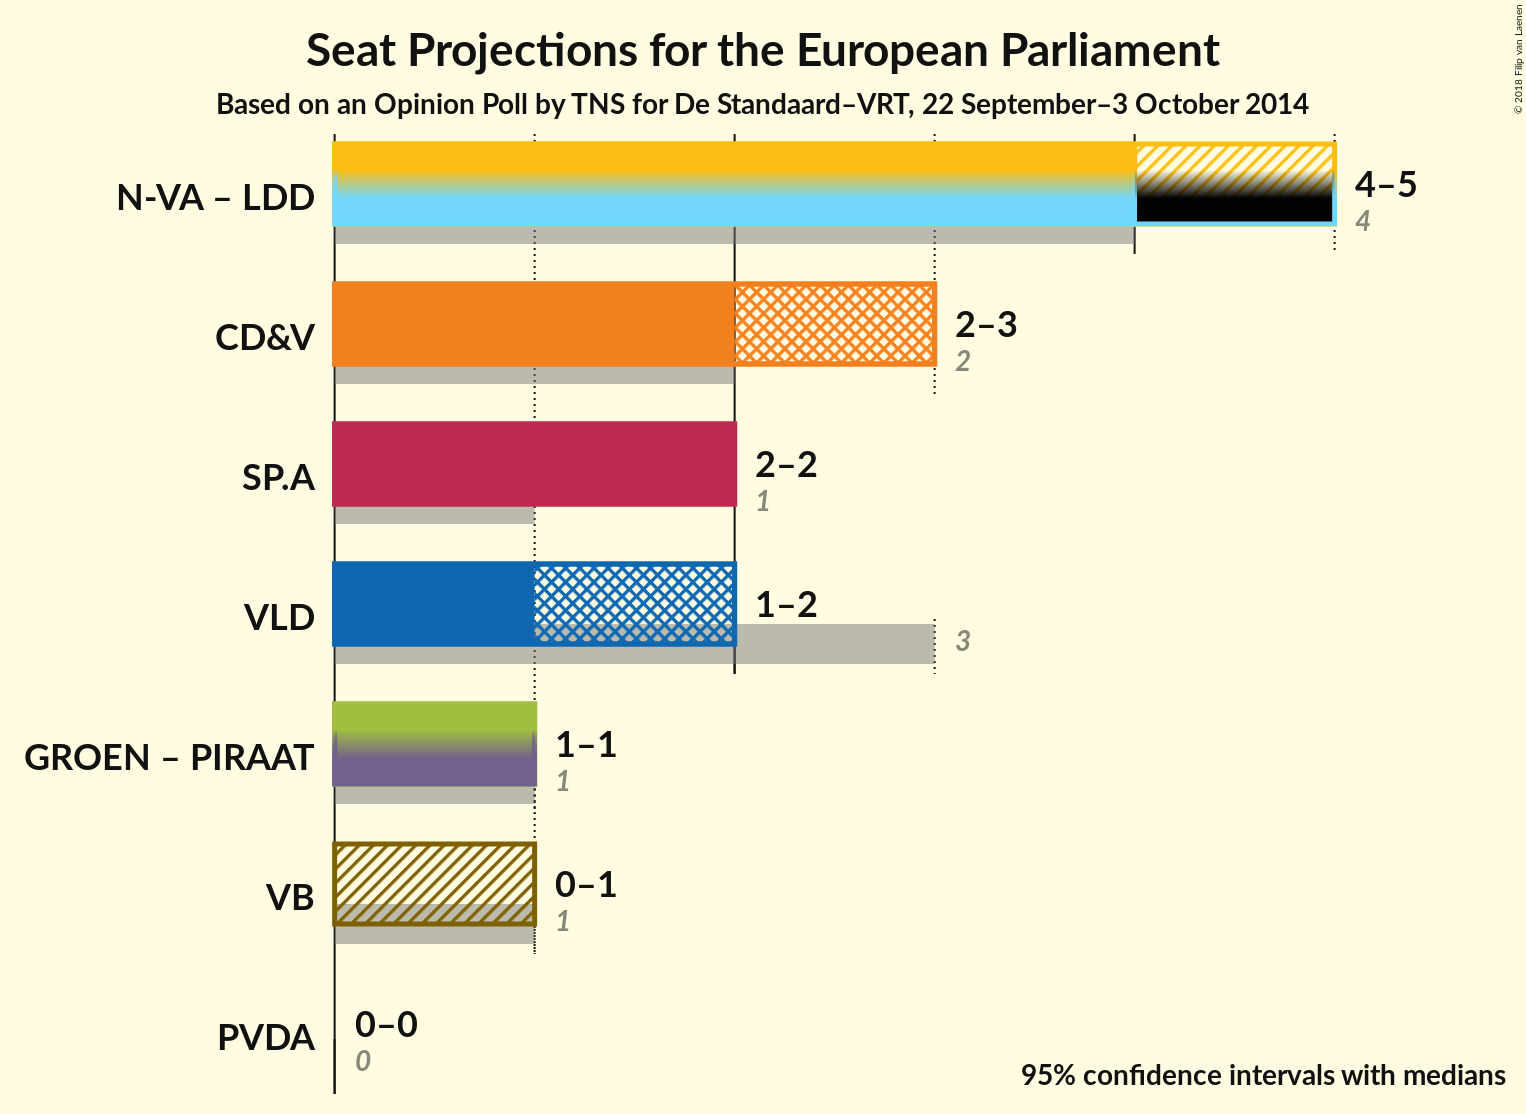 Seat Projections for the European Parliament
Based on an Opinion Poll by TNS for De Standaard–VRT, 22 September–3 October 2014
© 2018 Filip van Laenen
N-VA – LDD
4–5
4
CD&V
2–3
2
SP.A
2–2
1
VLD
1–2
3
GROEN – PIRAAT
1–1
1
VB
0–1
1
PVDA
0–0
0
95% confidence intervals with medians